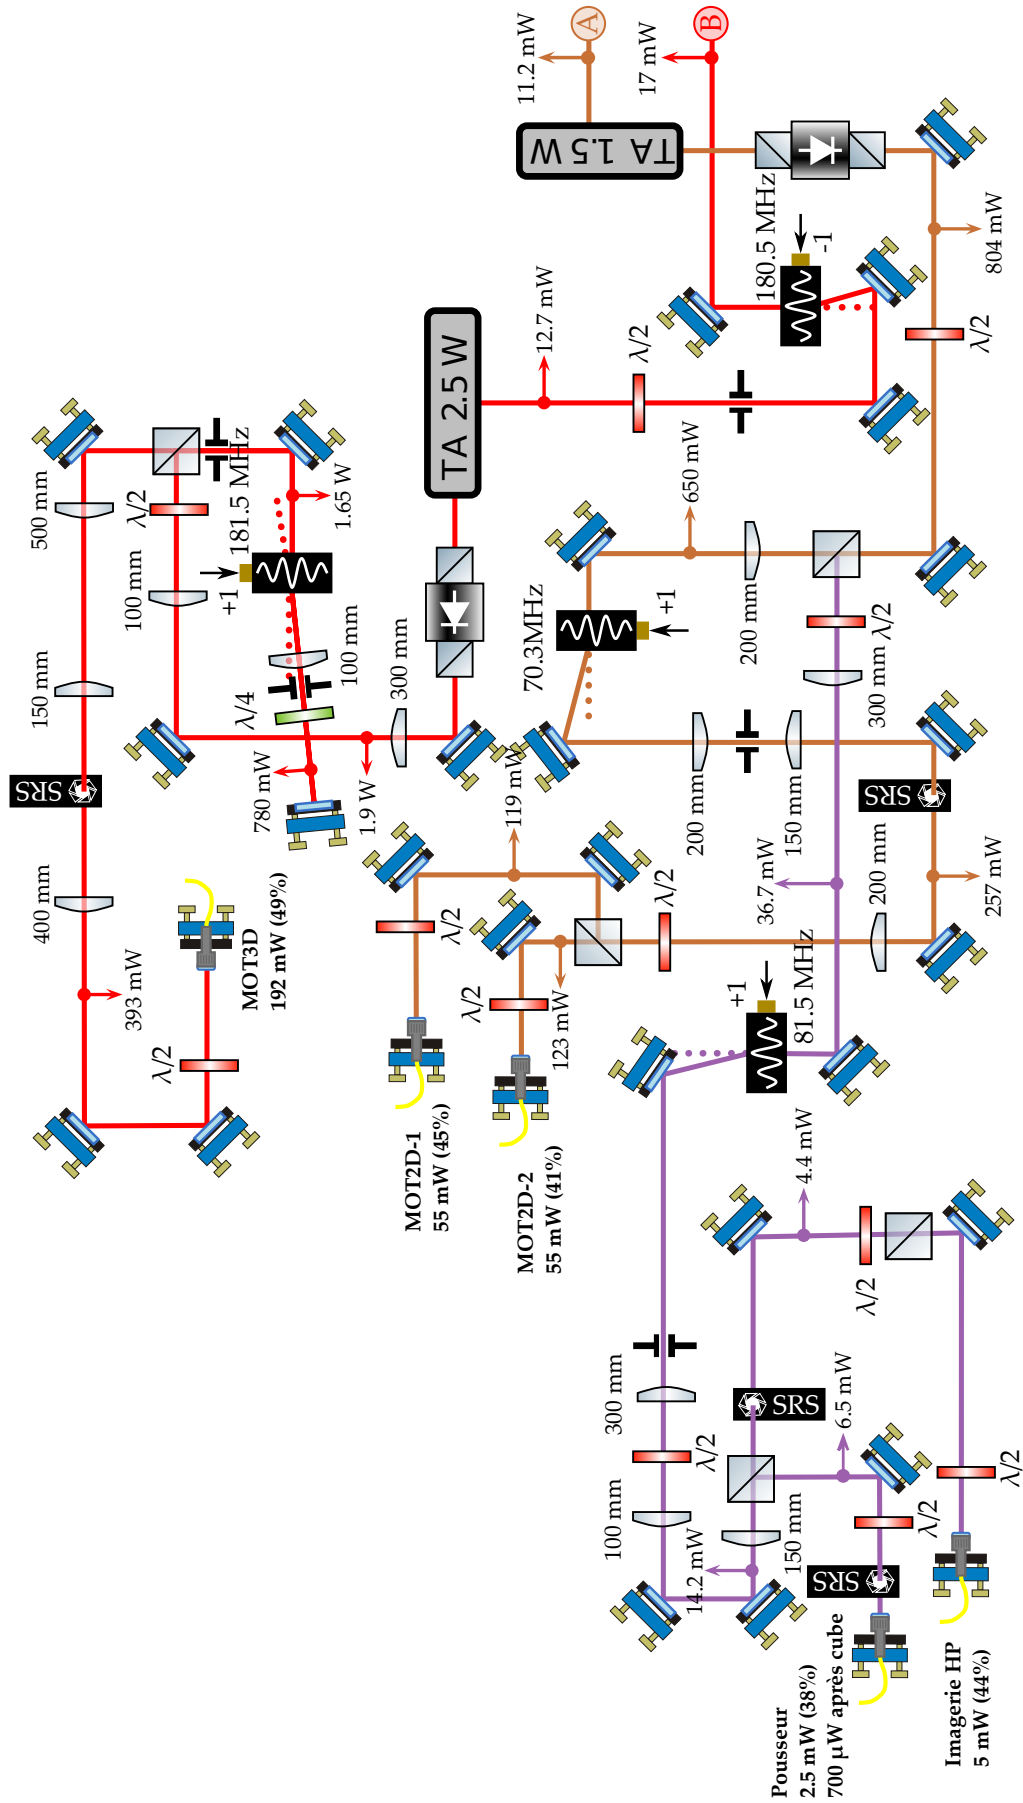 11.2 mW
A
17 mW
B
TA 1.5 W
180.5 MHz
-1
804 mW
12.7 mW
λ/2
λ/2
TA 2.5 W
500 mm
λ/2
181.5 MHz
1.65 W
100 mm
+1
650 mW
150 mm
λ/4
100 mm
300 mm
70.3MHz
+1
200 mm
λ/2
300 mm
SRS
780 mW
1.9 W
119 mW
200 mm
150 mm
SRS
400 mm
λ/2
λ/2
36.7 mW
200 mm
257 mW
MOT3D
192 mW (49%)
393 mW
λ/2
λ/2
123 mW
+1
81.5 MHz
MOT2D-1
55 mW (45%)
MOT2D-2
55 mW (41%)
4.4 mW
λ/2
300 mm
λ/2
SRS
6.5 mW
100 mm
14.2 mW
150 mm
λ/2
λ/2
SRS
Pousseur
2.5 mW (38%)
700 µW après cube
Imagerie HP
5 mW (44%)